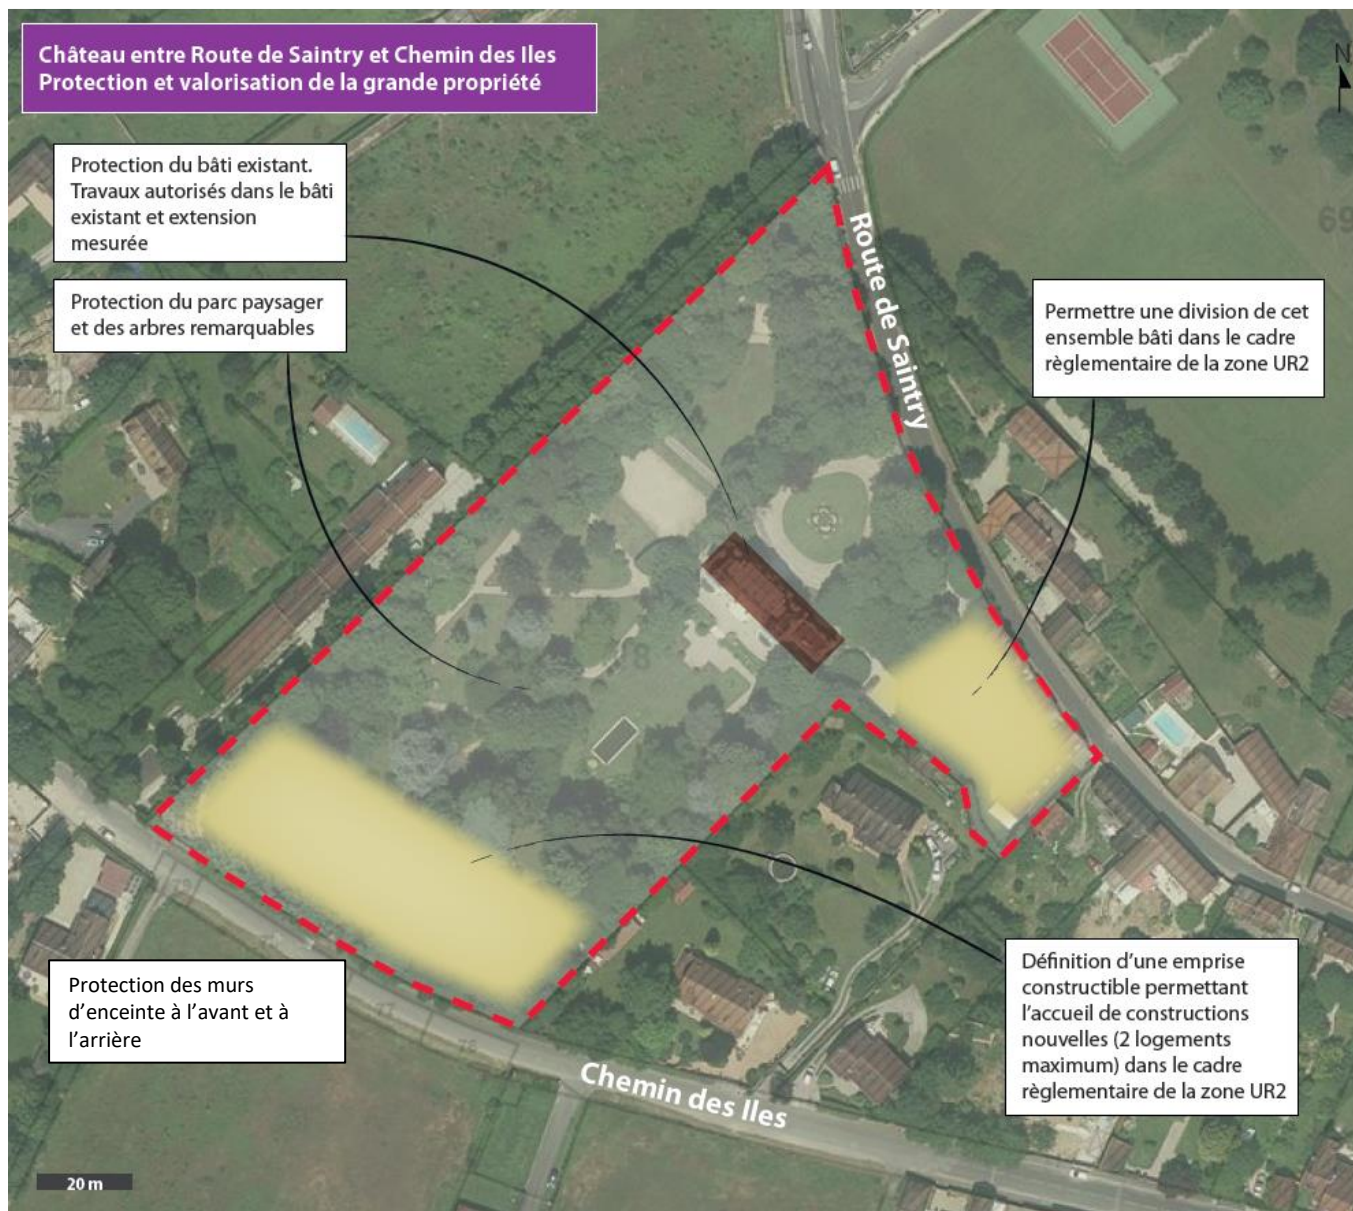 Château entre Route de Saintry et Chemin des Iles
Protection et valorisation de la grande propriété
N
Protection du bâti existant.
Travaux autorisés dans le bâti
existant et extension
mesurée
Protection du parc paysager
et des arbres remarquables
Route de Saintry
69
Permettre une division de cet
ensemble bâti dans le cadre
règlementaire de la zone UR2
Protection des murs
d’enceinte à l’avant et à
l’arrière
Définition d’une emprise
constructible permettant
l’accueil de constructions
nouvelles (2 logements
maximum) dans le cadre
règlementaire de la zone UR2
Chemin des Iles
20 m